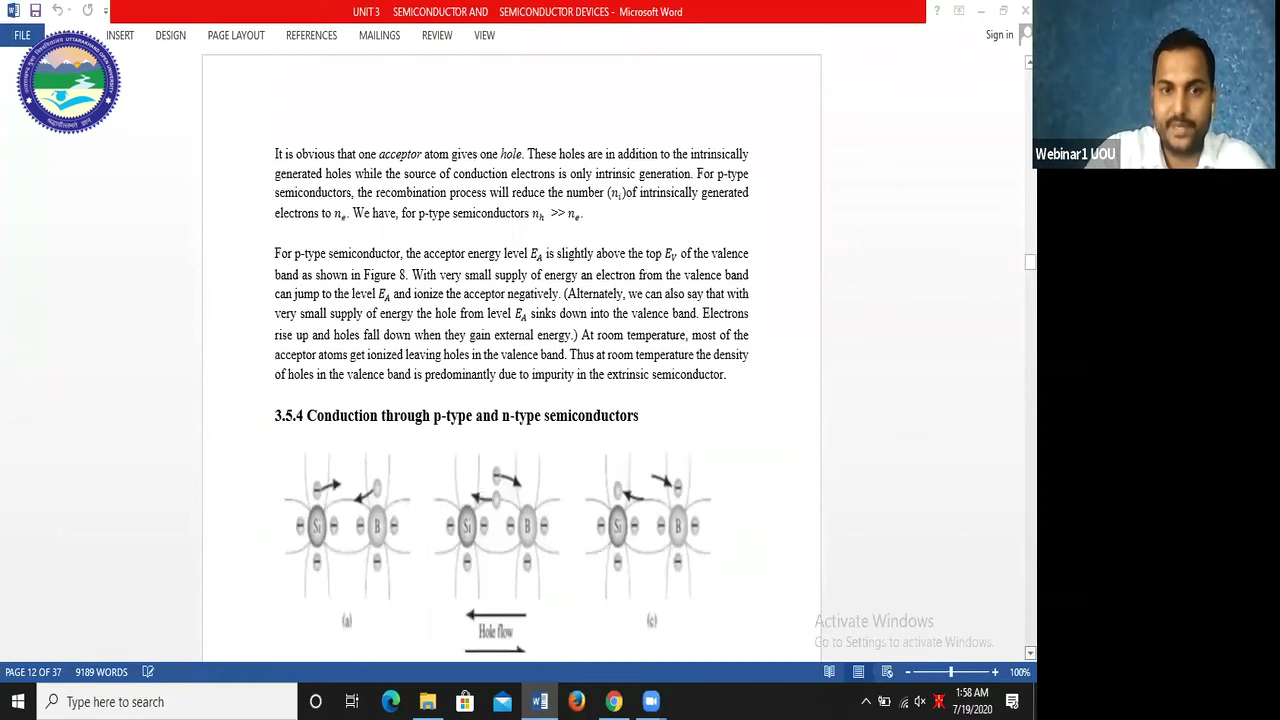 UNIT 3 SEMICONDUCTOR AND SEMICONDUCTOR DEVICES - Microsoft Word
FILE INSERT DESIGN PAGE LAYOUT REFERENCES MAILINGS REVIEW VIEW Sign in
Webinar1 UOU
It is obvious that one acceptor atom gives one hole. These holes are in addition to the intrinsically
generated holes while the source of conduction electrons is only intrinsic generation. For p-type
semiconductors, the recombination process will reduce the number (nᵢ)of intrinsically generated
electrons to nₑ. We have, for p-type semiconductors nₕ >> nₑ.
For p-type semiconductor, the acceptor energy level E_A is slightly above the top E_V of the valence
band as shown in Figure 8. With very small supply of energy an electron from the valence band
can jump to the level E_A and ionize the acceptor negatively. (Alternately, we can also say that with
very small supply of energy the hole from level E_A sinks down into the valence band. Electrons
rise up and holes fall down when they gain external energy.) At room temperature, most of the
acceptor atoms get ionized leaving holes in the valence band. Thus at room temperature the density
of holes in the valence band is predominantly due to impurity in the extrinsic semiconductor.
3.5.4 Conduction through p-type and n-type semiconductors
Si B Si B Si B
(a) (c)
Hole flow
Activate Windows
Go to Settings to activate Windows.
PAGE 12 OF 37 9189 WORDS 100%
Type here to search
1:58 AM
7/19/2020